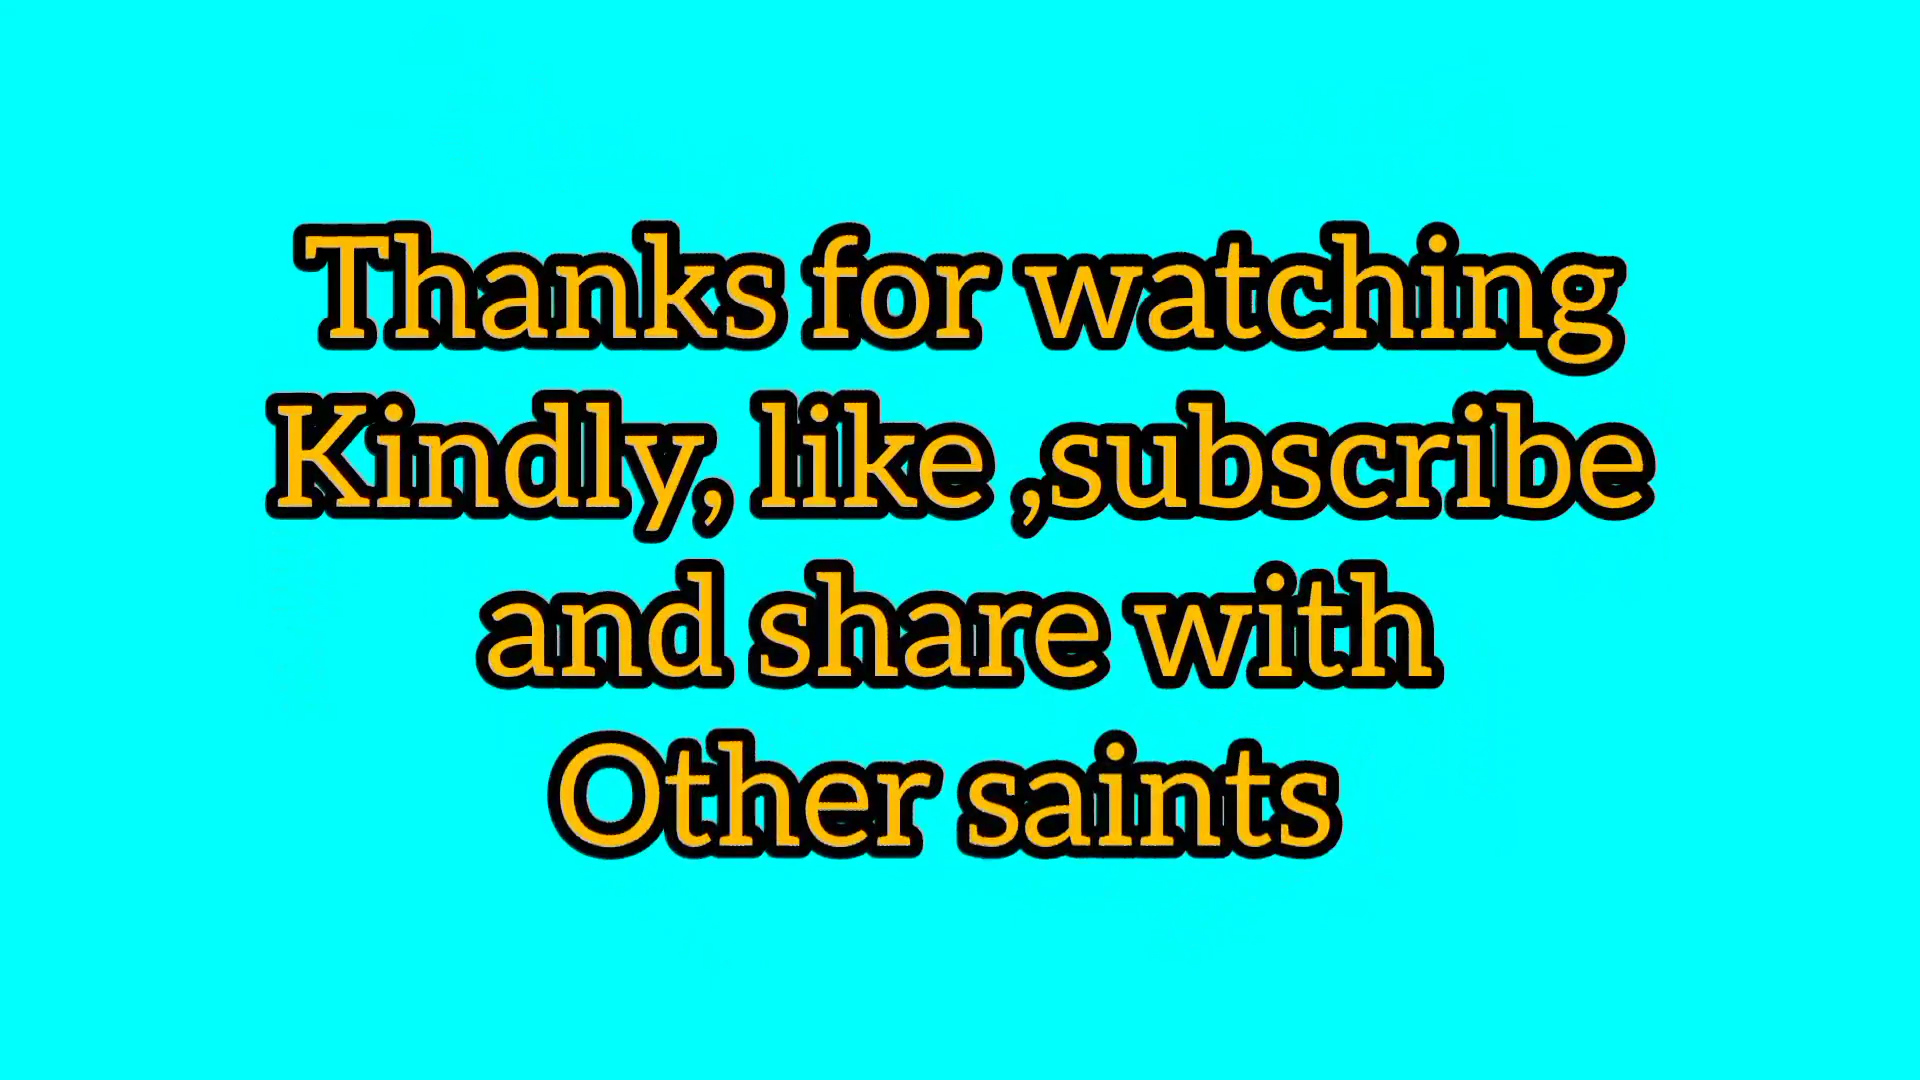 Thanks for watching
Kindly, like ,subscribe
and share with
Other saints